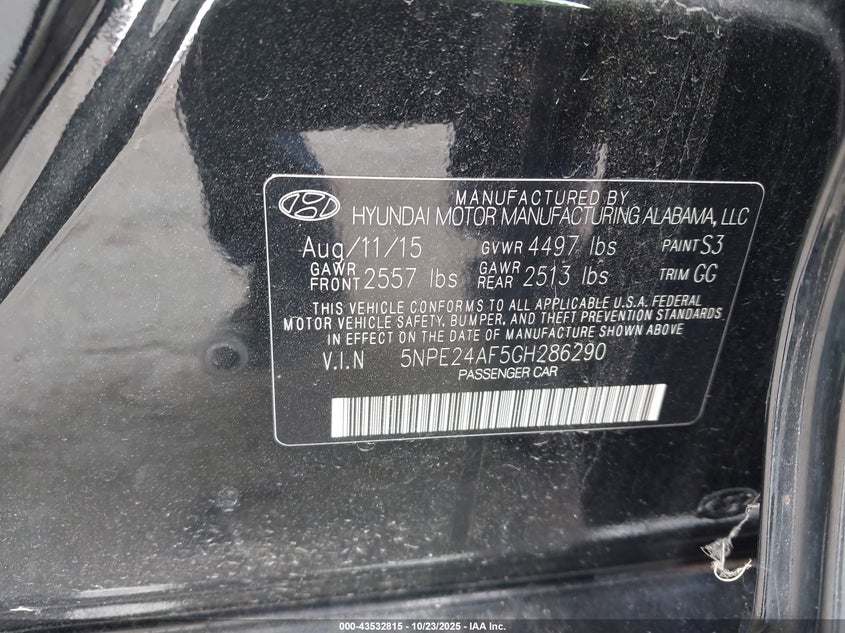 MANUFACTURED BY
HYUNDAI MOTOR MANUFACTURING ALABAMA, LLC
Aug/11/15 GVWR 4497 lbs PAINT S3
GAWR FRONT 2557 lbs GAWR REAR 2513 lbs TRIM GG
THIS VEHICLE CONFORMS TO ALL APPLICABLE U.S.A. FEDERAL
MOTOR VEHICLE SAFETY, BUMPER, AND THEFT PREVENTION STANDARDS
IN EFFECT ON THE DATE OF MANUFACTURE SHOWN ABOVE
V.I.N 5NPE24AF5GH286290
PASSENGER CAR
000-43532815 - 10/23/2025 - IAA Inc.